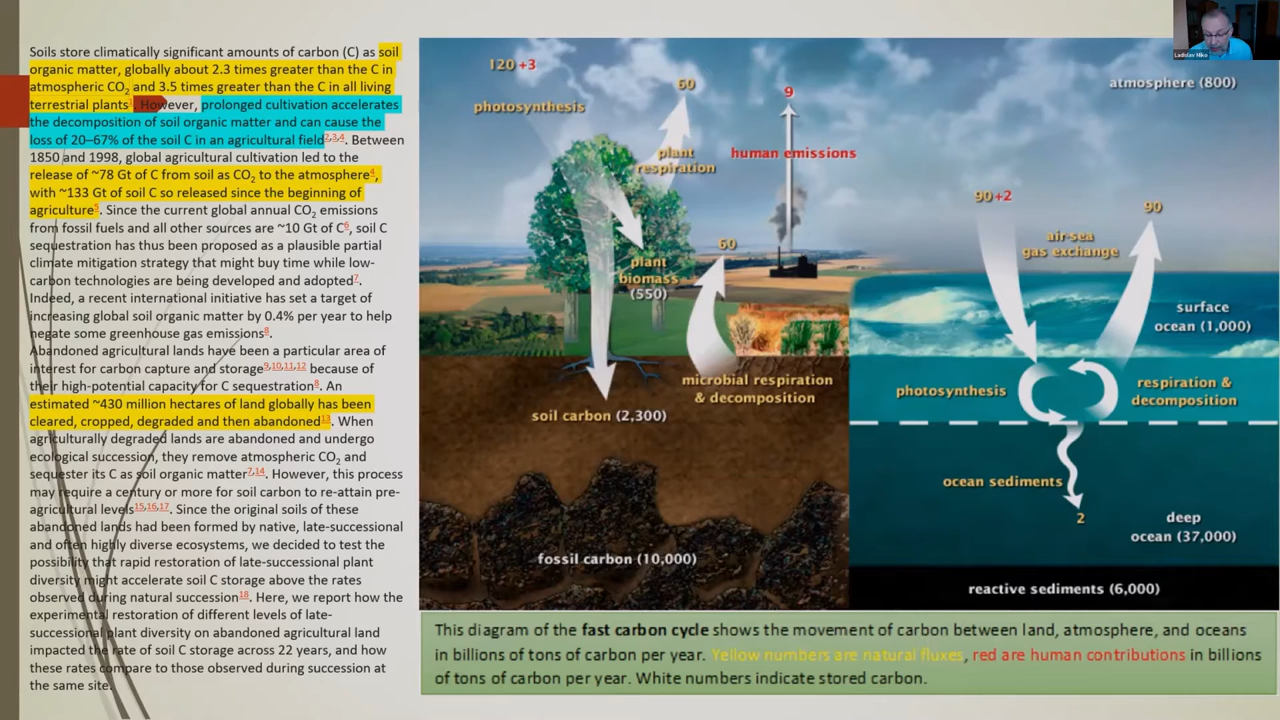 Soils store climatically significant amounts of carbon (C) as soil
organic matter, globally about 2.3 times greater than the C in
atmospheric CO2 and 3.5 times greater than the C in all living
terrestrial plants1. However, prolonged cultivation accelerates
the decomposition of soil organic matter and can cause the
loss of 20–67% of the soil C in an agricultural field2,3,4. Between
1850 and 1998, global agricultural cultivation led to the
release of ~78 Gt of C from soil as CO2 to the atmosphere4,
with ~133 Gt of soil C so released since the beginning of
agriculture5. Since the current global annual CO2 emissions
from fossil fuels and all other sources are ~10 Gt of C6, soil C
sequestration has thus been proposed as a plausible partial
climate mitigation strategy that might buy time while low-
carbon technologies are being developed and adopted7.
Indeed, a recent international initiative has set a target of
increasing global soil organic matter by 0.4% per year to help
negate some greenhouse gas emissions8.
Abandoned agricultural lands have been a particular area of
interest for carbon capture and storage9,10,11,12 because of
their high-potential capacity for C sequestration8. An
estimated ~430 million hectares of land globally has been
cleared, cropped, degraded and then abandoned13. When
agriculturally degraded lands are abandoned and undergo
ecological succession, they remove atmospheric CO2 and
sequester its C as soil organic matter7,14. However, this process
may require a century or more for soil carbon to re-attain pre-
agricultural levels15,16,17. Since the original soils of these
abandoned lands had been formed by native, late-successional
and often highly diverse ecosystems, we decided to test the
possibility that rapid restoration of late-successional plant
diversity might accelerate soil C storage above the rates
observed during natural succession18. Here, we report how the
experimental restoration of different levels of late-
successional plant diversity on abandoned agricultural land
impacted the rate of soil C storage across 22 years, and how
these rates compare to those observed during succession at
the same site.
120 +3
photosynthesis
60
plant
respiration
9
human emissions
atmosphere (800)
plant
biomass
(550)
60
90+2
90
air-sea
gas exchange
surface
ocean (1,000)
microbial respiration
& decomposition
soil carbon (2,300)
photosynthesis
respiration &
decomposition
ocean sediments
2
deep
ocean (37,000)
fossil carbon (10,000)
reactive sediments (6,000)
This diagram of the fast carbon cycle shows the movement of carbon between land, atmosphere, and oceans
in billions of tons of carbon per year. Yellow numbers are natural fluxes, red are human contributions in billions
of tons of carbon per year. White numbers indicate stored carbon.
Ladislav Miko